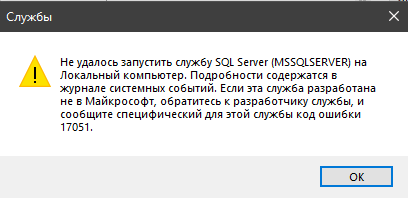 Службы
Не удалось запустить службу SQL Server (MSSQLSERVER) на
Локальный компьютер. Подробности содержатся в
журнале системных событий. Если эта служба разработана
не в Майкрософт, обратитесь к разработчику службы, и
сообщите специфический для этой службы код ошибки
17051.
ОК